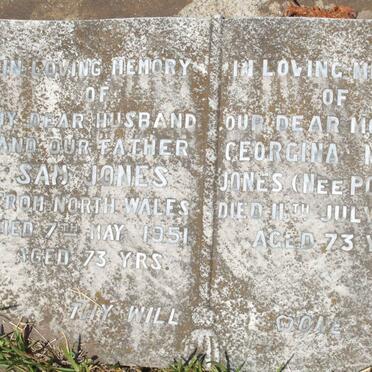 IN LOVING MEMORY
OF
MY DEAR HUSBAND
AND OUR FATHER
SAM JONES
FROM NORTH WALES
DIED 7TH MAY 1951
AGED 73 YRS.
THY WILL
IN LOVING
OF
OUR DEAR
GEORGINA
JONES (NEE
DIED 11TH JULY
AGED 73